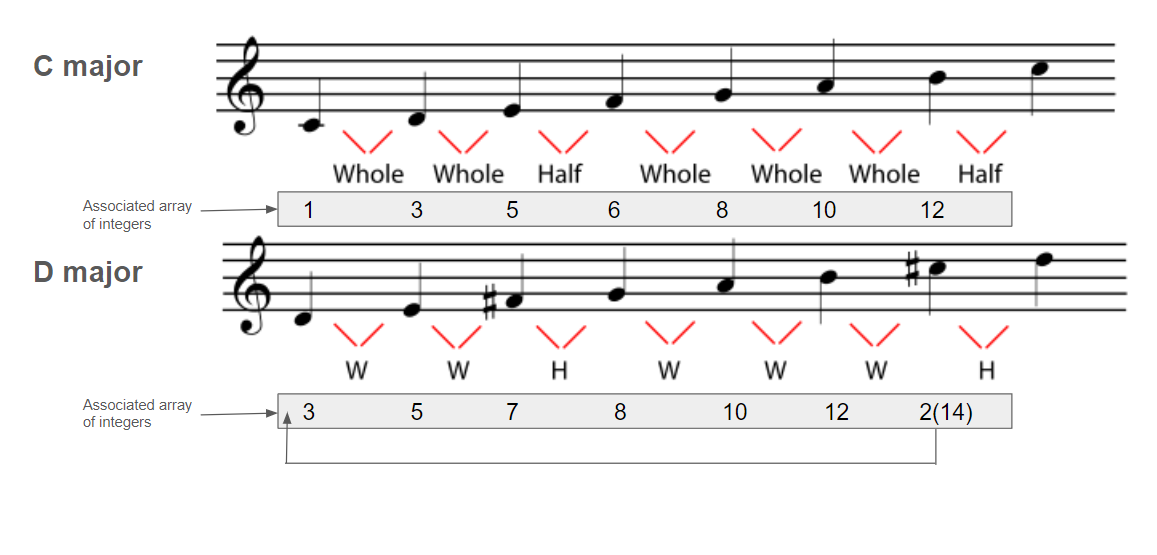 C major
Whole Whole Half Whole Whole Whole Half
Associated array
of integers
1 3 5 6 8 10 12
D major
W W H W W W H
Associated array
of integers
3 5 7 8 10 12 2(14)